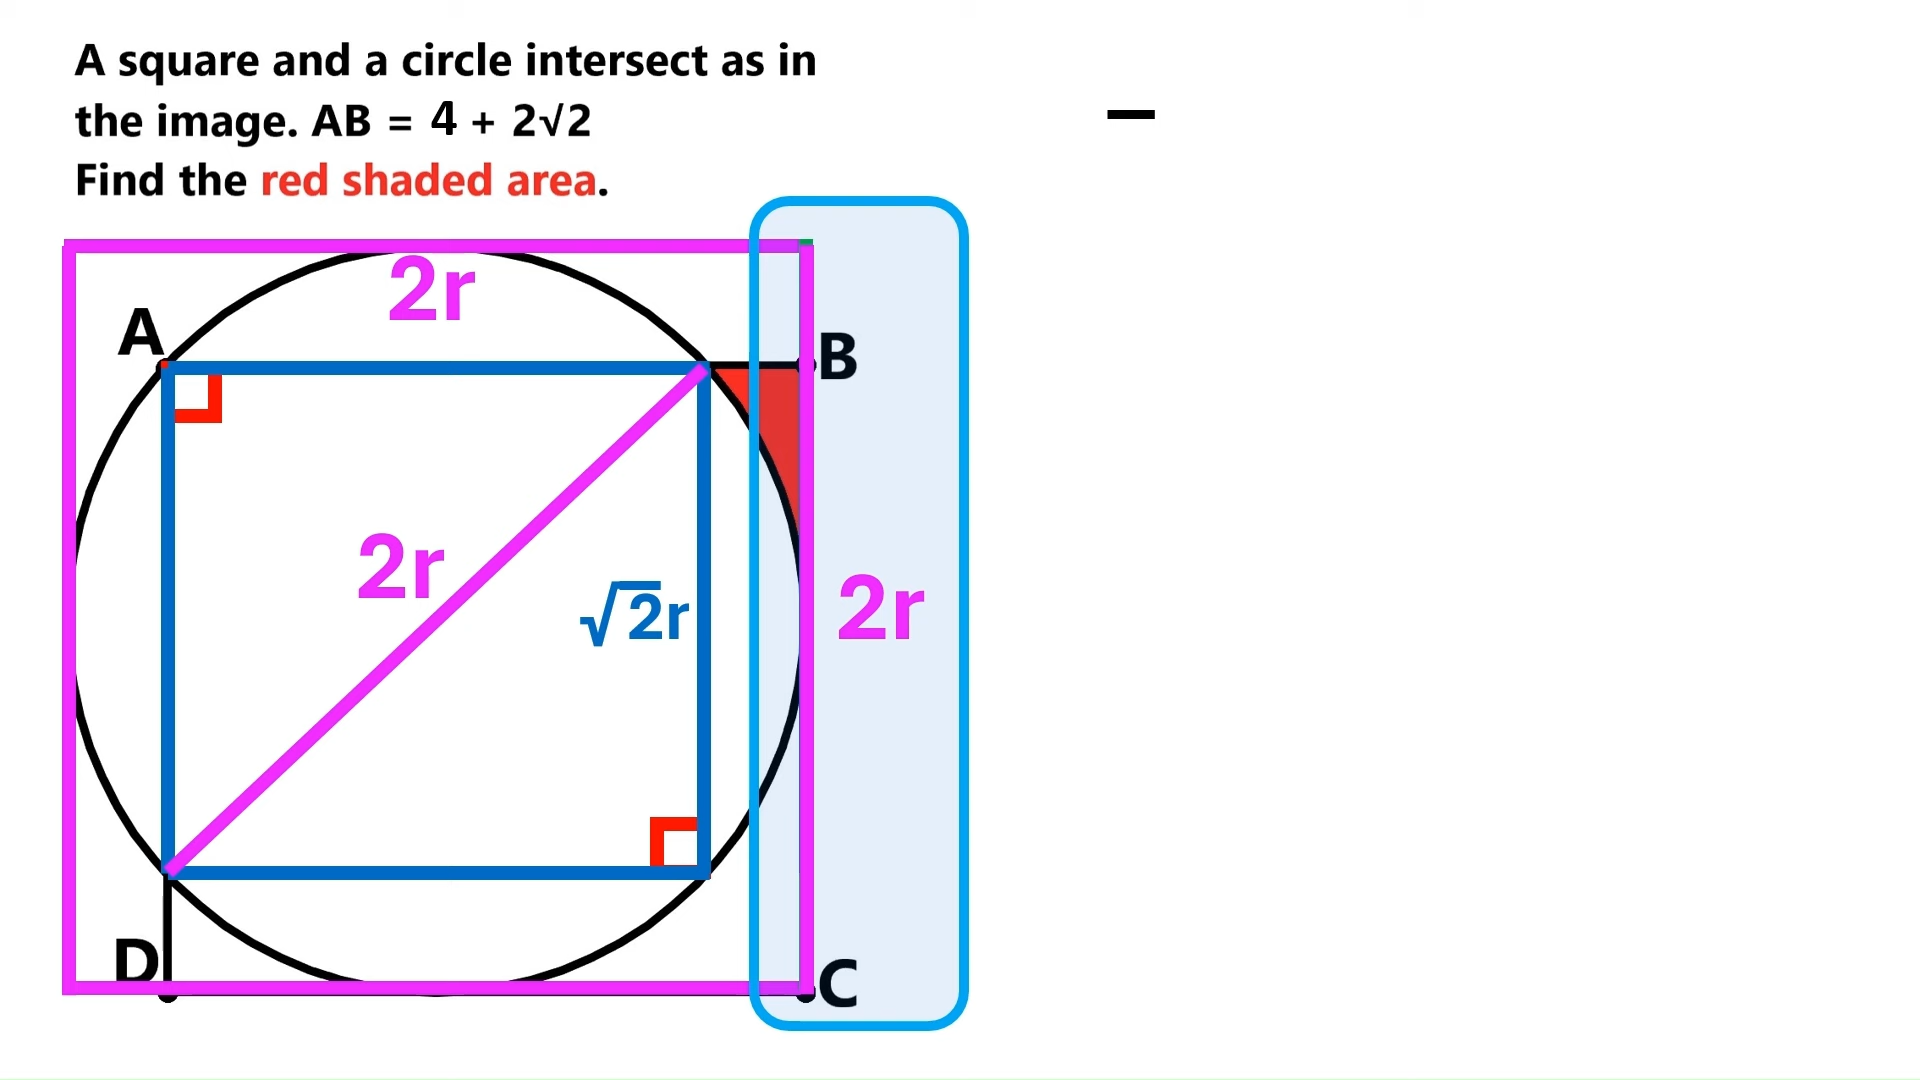 A square and a circle intersect as in
the image. AB = 4 + 2√2
Find the red shaded area.
2r
A
B
2r
√2r
2r
D
C